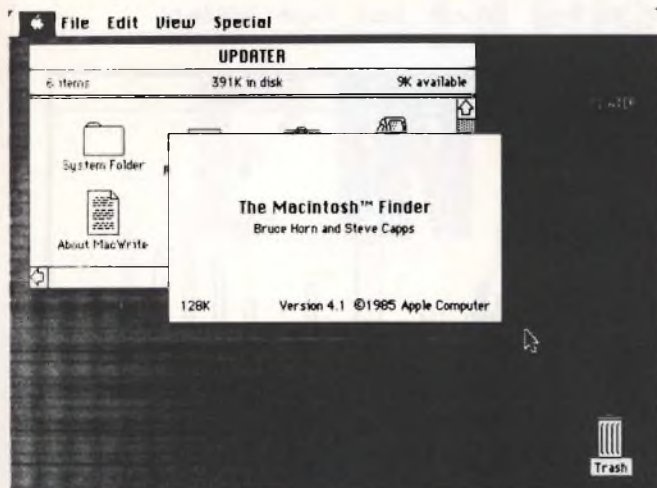 File Edit View Special
UPDATER
6 items 391K in disk 9K available
System Folder
About MacWrite
The Macintosh™ Finder
Bruce Horn and Steve Capps
128K Version 4.1 ©1985 Apple Computer
Trash